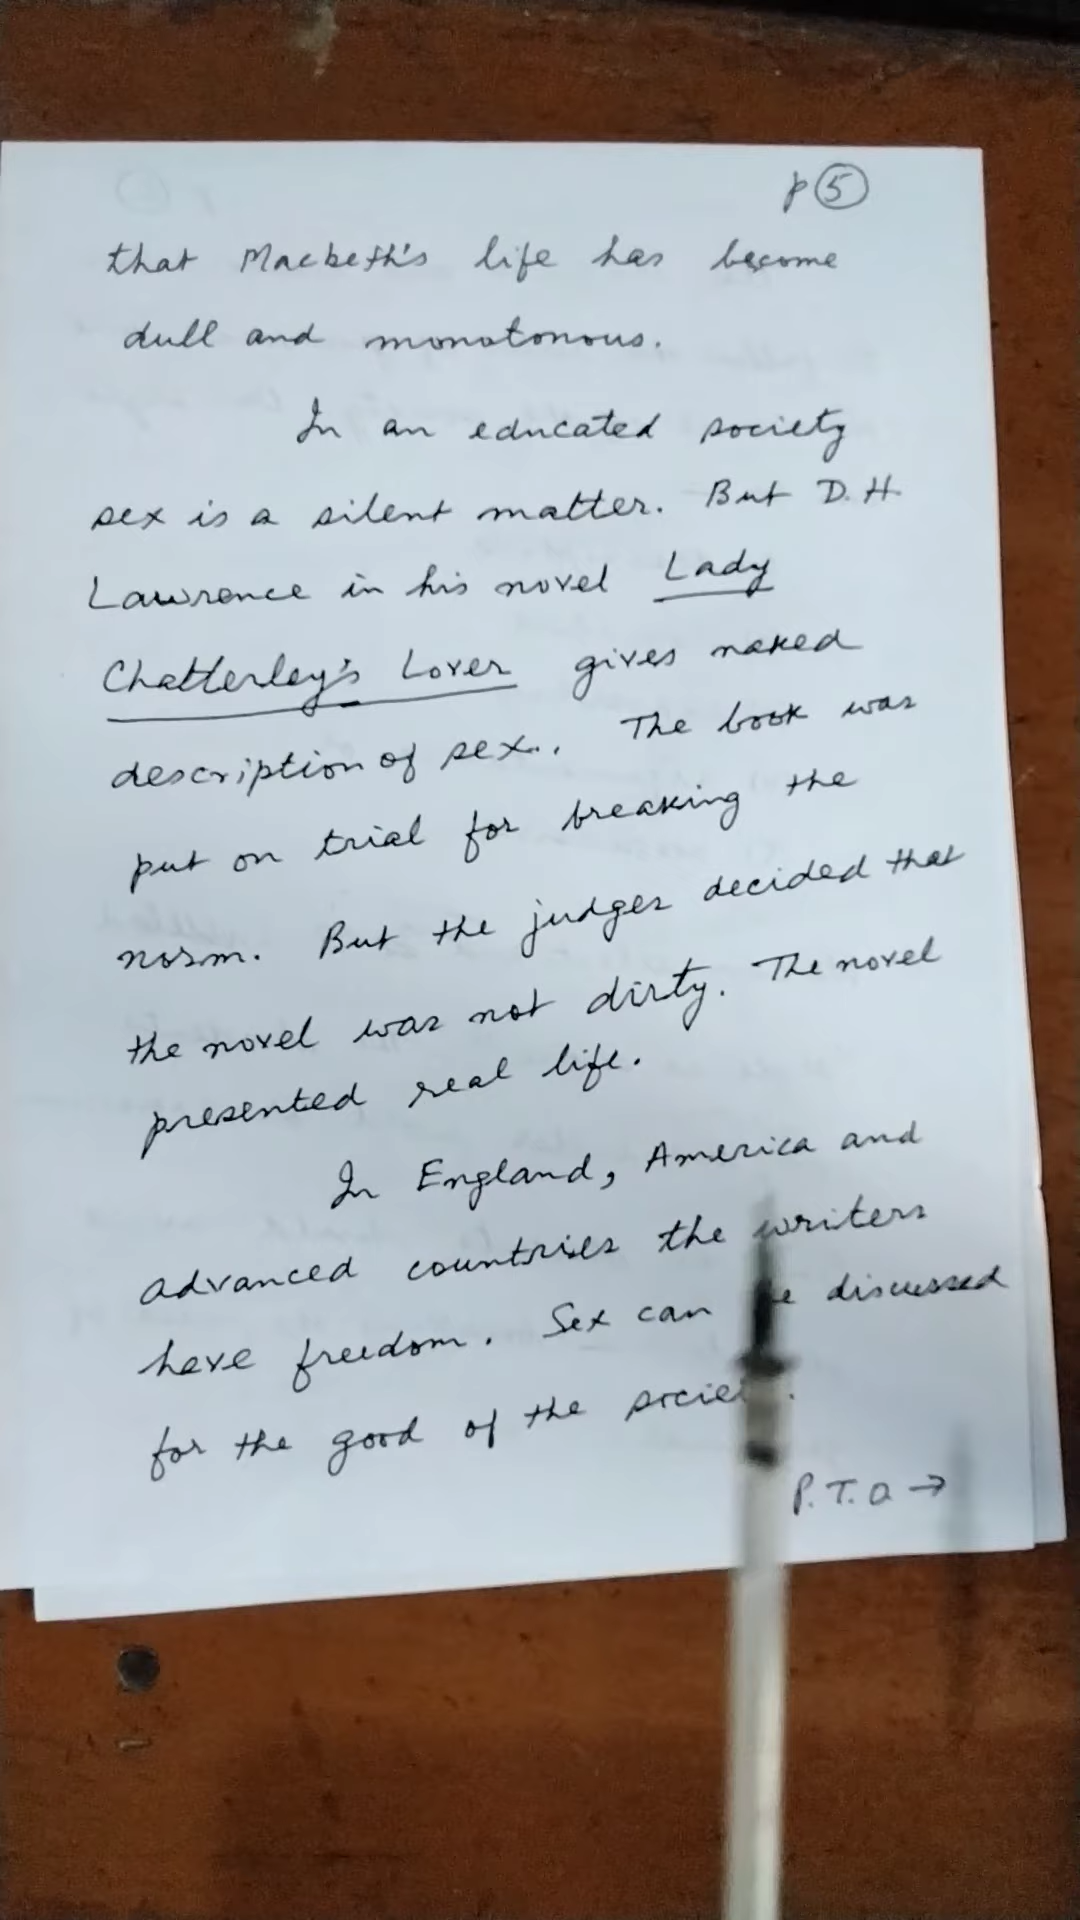 p 5
that Macbeth's life has become
dull and monotonous.
In an educated society
sex is a silent matter. But D.H.
Lawrence in his novel Lady
Chatterley's Lover gives naked
description of sex..  The book was
put on trial for breaking the
norm. But the judges decided that
the novel was not dirty. The novel
presented real life.
In England, America and
advanced countries the writers
have freedom. Sex can discussed
for the good of the
P.T.O →